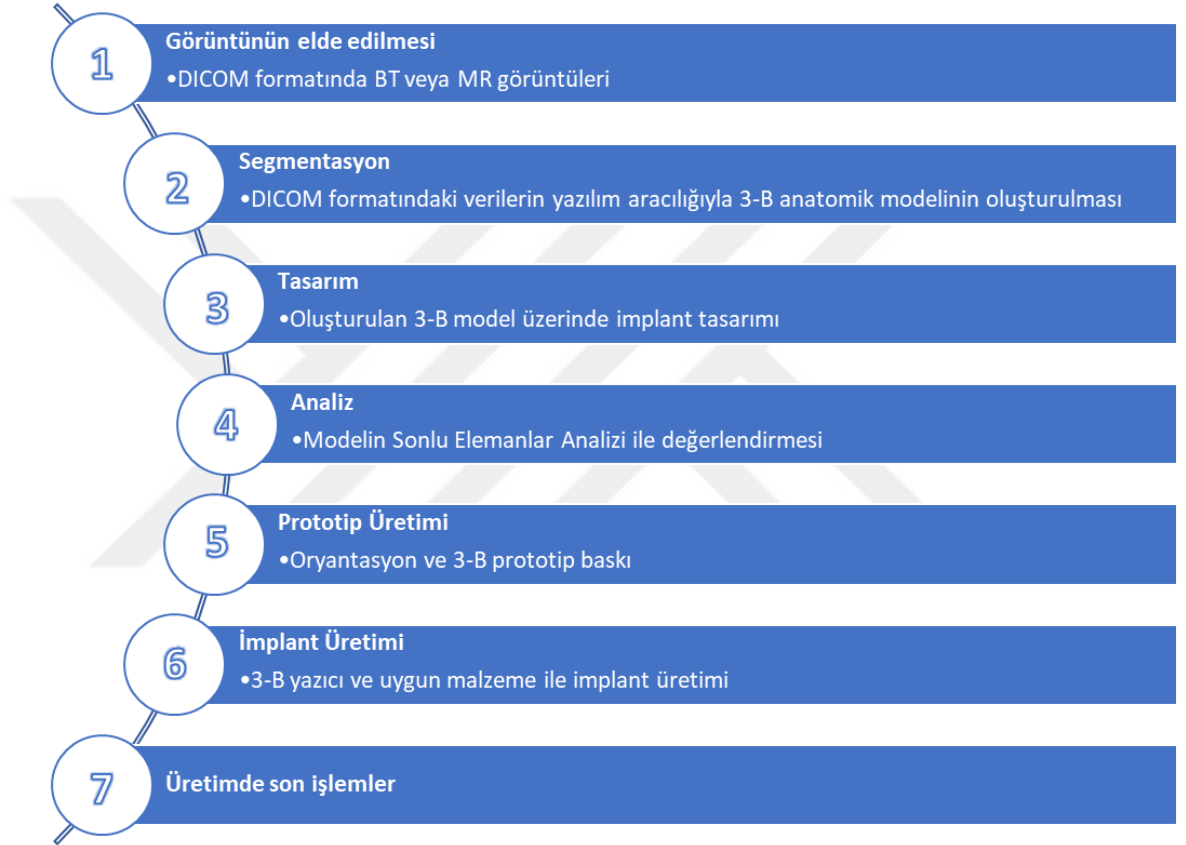 1
Görüntünün elde edilmesi
•DICOM formatında BT veya MR görüntüleri
2
Segmentasyon
•DICOM formatındaki verilerin yazılım aracılığıyla 3-B anatomik modelinin oluşturulması
3
Tasarım
•Oluşturulan 3-B model üzerinde implant tasarımı
4
Analiz
•Modelin Sonlu Elemanlar Analizi ile değerlendirmesi
5
Prototip Üretimi
•Oryantasyon ve 3-B prototip baskı
6
İmplant Üretimi
•3-B yazıcı ve uygun malzeme ile implant üretimi
7
Üretimde son işlemler